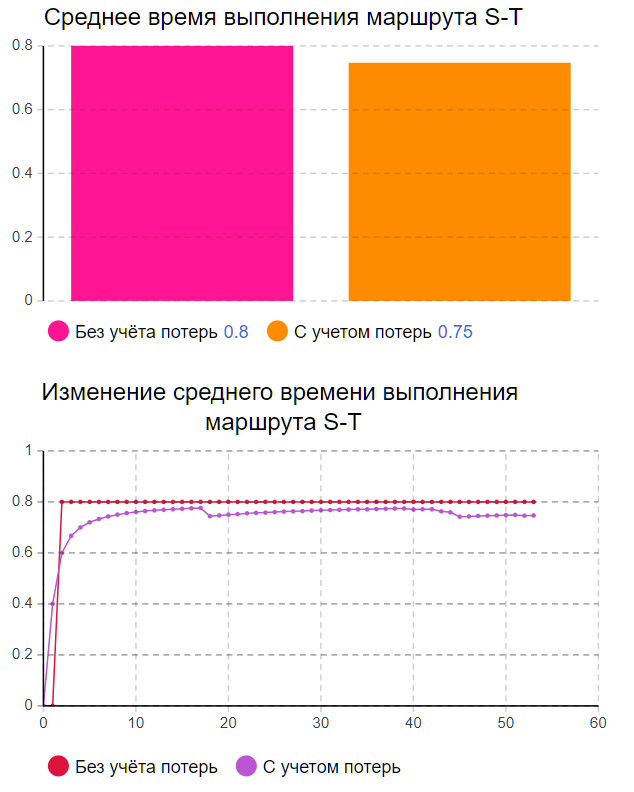 Среднее время выполнения маршрута S-T
0.8
0.6
0.4
0.2
0
Без учёта потерь 0.8 С учетом потерь 0.75
Изменение среднего времени выполнения
маршрута S-T
1
0.8
0.6
0.4
0.2
0
0 10 20 30 40 50 60
Без учёта потерь С учетом потерь